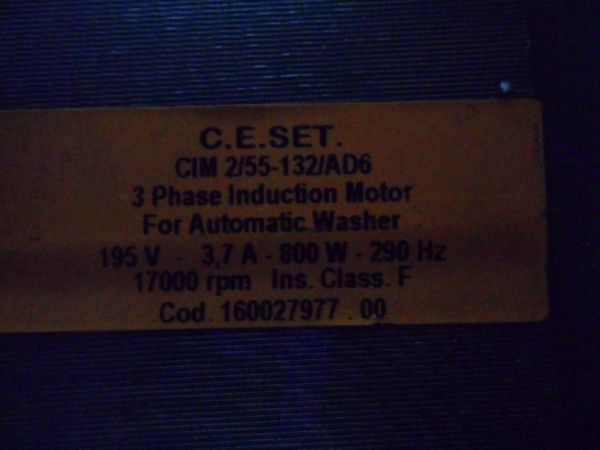 C.E.SET.
CIM 2/55-132/AD6
3 Phase Induction Motor
For Automatic Washer
195 V - 3,7 A - 800 W - 290 Hz
17000 rpm Ins. Class. F
Cod. 160027977 . 00